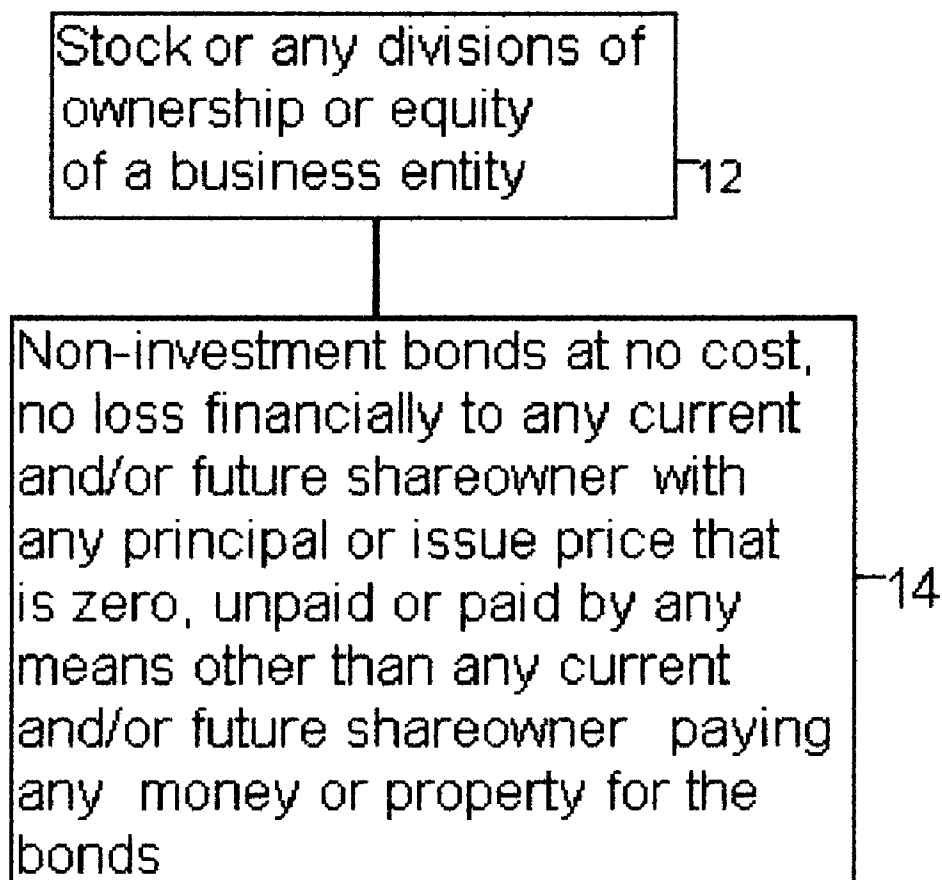 Stock or any divisions of
ownership or equity
of a business entity
12
Non-investment bonds at no cost,
no loss financially to any current
and/or future shareowner with
any principal or issue price that
is zero, unpaid or paid by any
means other than any current
and/or future shareowner paying
any money or property for the
bonds
14